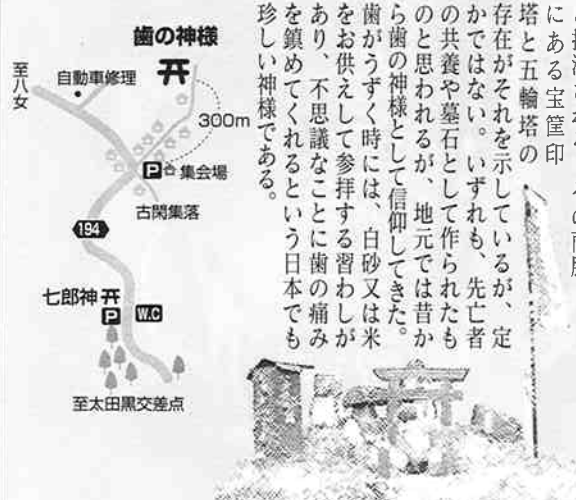 にある宝筐印
塔と五輪塔の
存在がそれを示しているが、定
かではない。いずれも、先亡者
の共養や墓石として作られたも
のと思われるが、地元では昔か
ら歯の神様として信仰してきた。
歯がうずく時には、白砂又は米
をお供えして参拝する習わしが
あり、不思議なことに歯の痛み
を鎮めてくれるという日本でも
珍しい神様である。
歯の神様
至八女
自動車修理
300m
P 集会場
古閑集落
194
七郎神
P W.C
至太田黒交差点